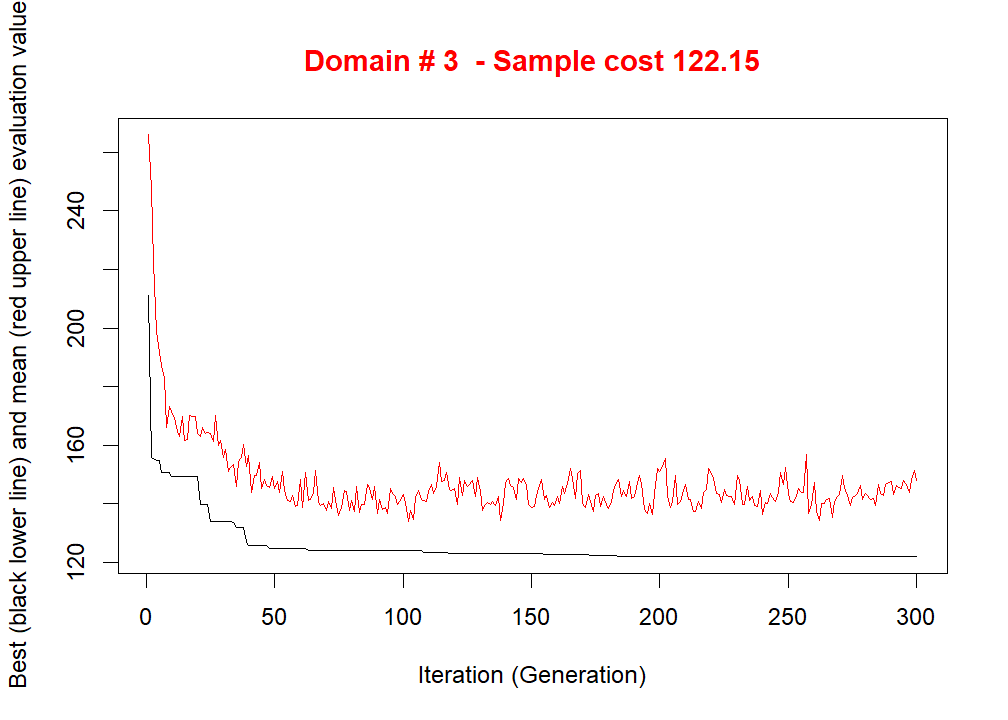 Domain # 3  - Sample cost 122.15
Best (black lower line) and mean (red upper line) evaluation value
240
200
160
120
0 50 100 150 200 250 300
Iteration (Generation)